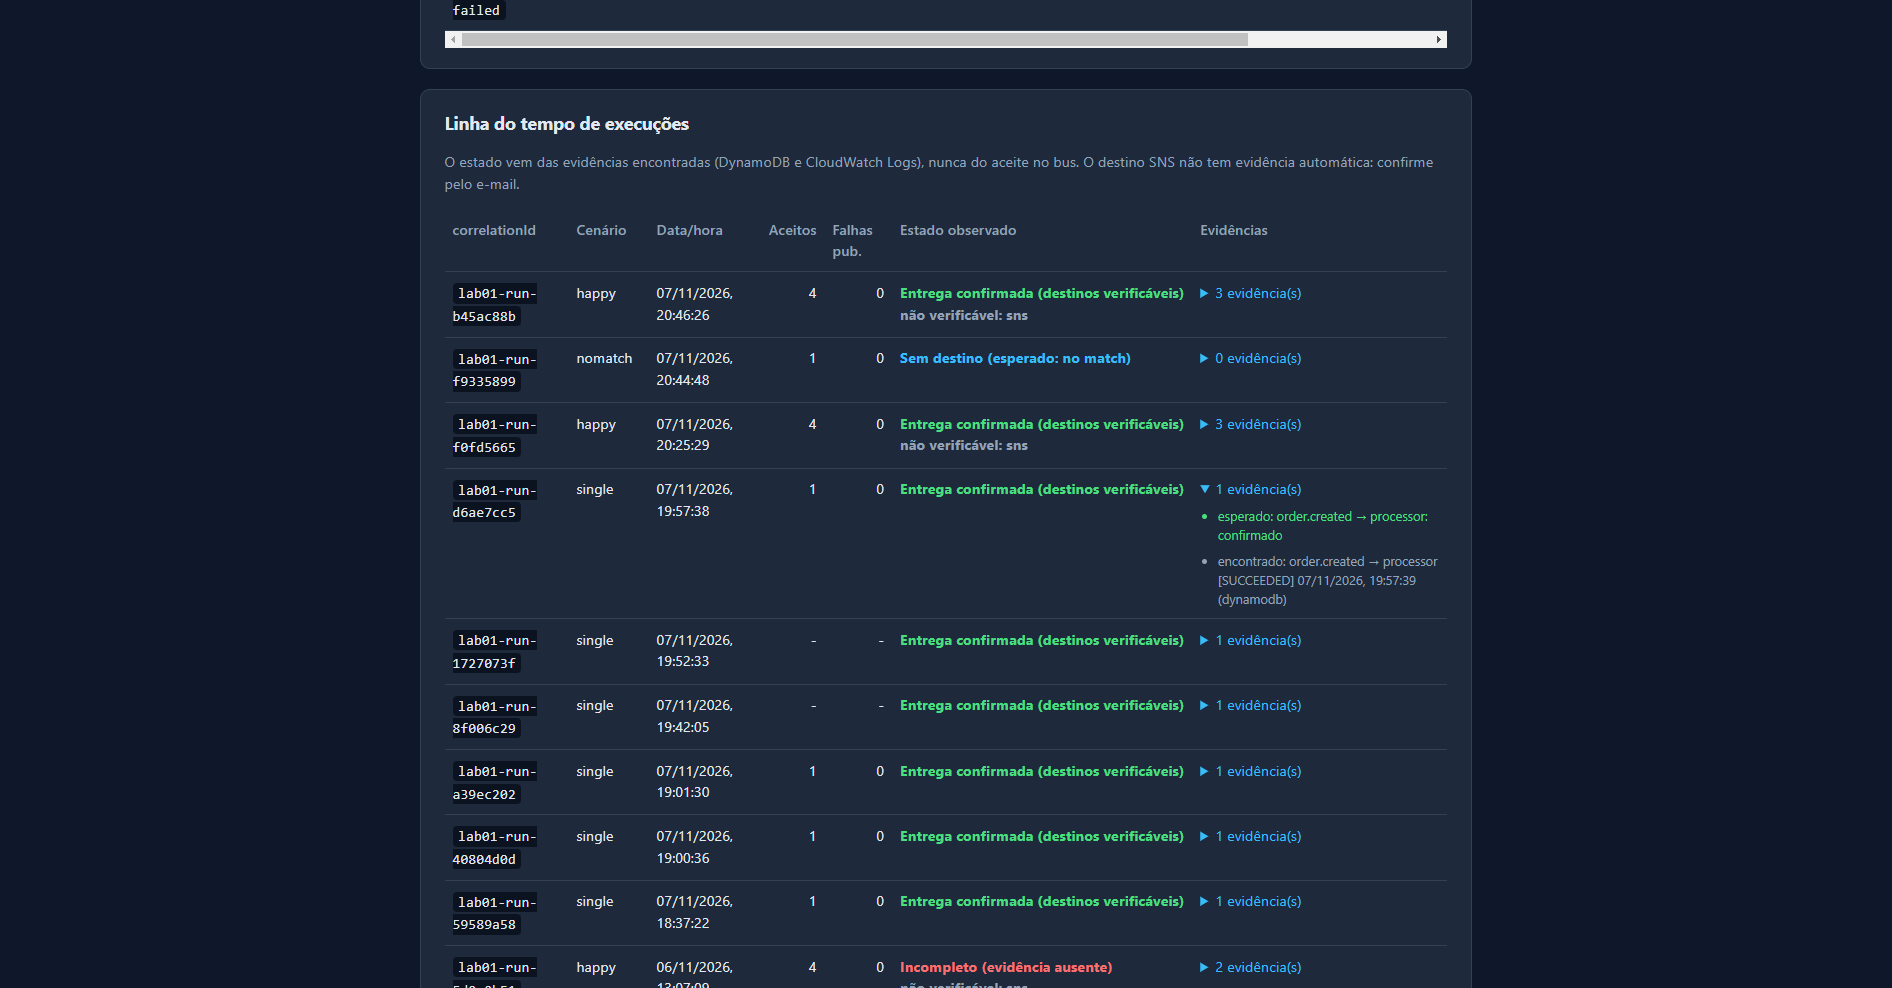 failed
Linha do tempo de execuções
O estado vem das evidências encontradas (DynamoDB e CloudWatch Logs), nunca do aceite no bus. O destino SNS não tem evidência automática: confirme
pelo e-mail.
correlationId Cenário Data/hora Aceitos Falhas pub. Estado observado Evidências
lab01-run- happy 07/11/2026, 4 0 Entrega confirmada (destinos verificáveis) ▶ 3 evidência(s)
b45ac88b 20:46:26 não verificável: sns
lab01-run- nomatch 07/11/2026, 1 0 Sem destino (esperado: no match) ▶ 0 evidência(s)
f9335899 20:44:48
lab01-run- happy 07/11/2026, 4 0 Entrega confirmada (destinos verificáveis) ▶ 3 evidência(s)
f0fd5665 20:25:29 não verificável: sns
lab01-run- single 07/11/2026, 1 0 Entrega confirmada (destinos verificáveis) ▼ 1 evidência(s)
d6ae7cc5 19:57:38
• esperado: order.created → processor:
confirmado
• encontrado: order.created → processor
[SUCCEEDED] 07/11/2026, 19:57:39
(dynamodb)
lab01-run- single 07/11/2026, - - Entrega confirmada (destinos verificáveis) ▶ 1 evidência(s)
1727073f 19:52:33
lab01-run- single 07/11/2026, - - Entrega confirmada (destinos verificáveis) ▶ 1 evidência(s)
8f006c29 19:42:05
lab01-run- single 07/11/2026, 1 0 Entrega confirmada (destinos verificáveis) ▶ 1 evidência(s)
a39ec202 19:01:30
lab01-run- single 07/11/2026, 1 0 Entrega confirmada (destinos verificáveis) ▶ 1 evidência(s)
40804d0d 19:00:36
lab01-run- single 07/11/2026, 1 0 Entrega confirmada (destinos verificáveis) ▶ 1 evidência(s)
59589a58 18:37:22
lab01-run- happy 06/11/2026, 4 0 Incompleto (evidência ausente) ▶ 2 evidência(s)
não verificável: sns